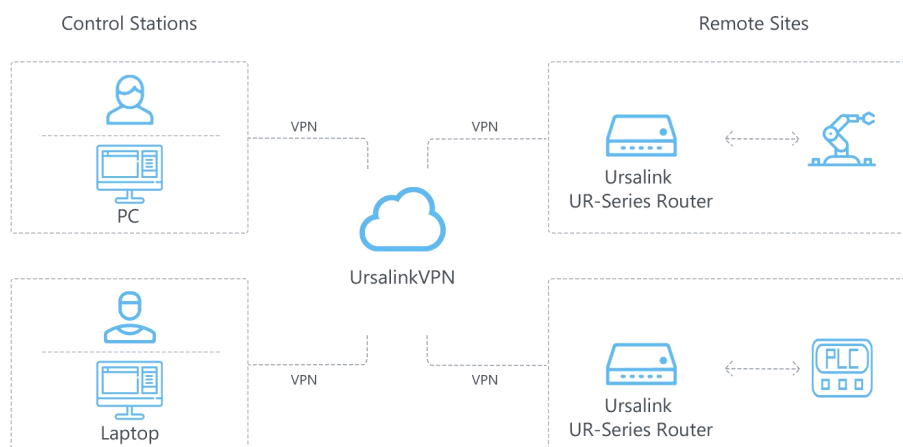 Control Stations
Remote Sites
VPN
VPN
PC
Ursalink
UR-Series Router
UrsalinkVPN
VPN
VPN
Laptop
PLC
Ursalink
UR-Series Router